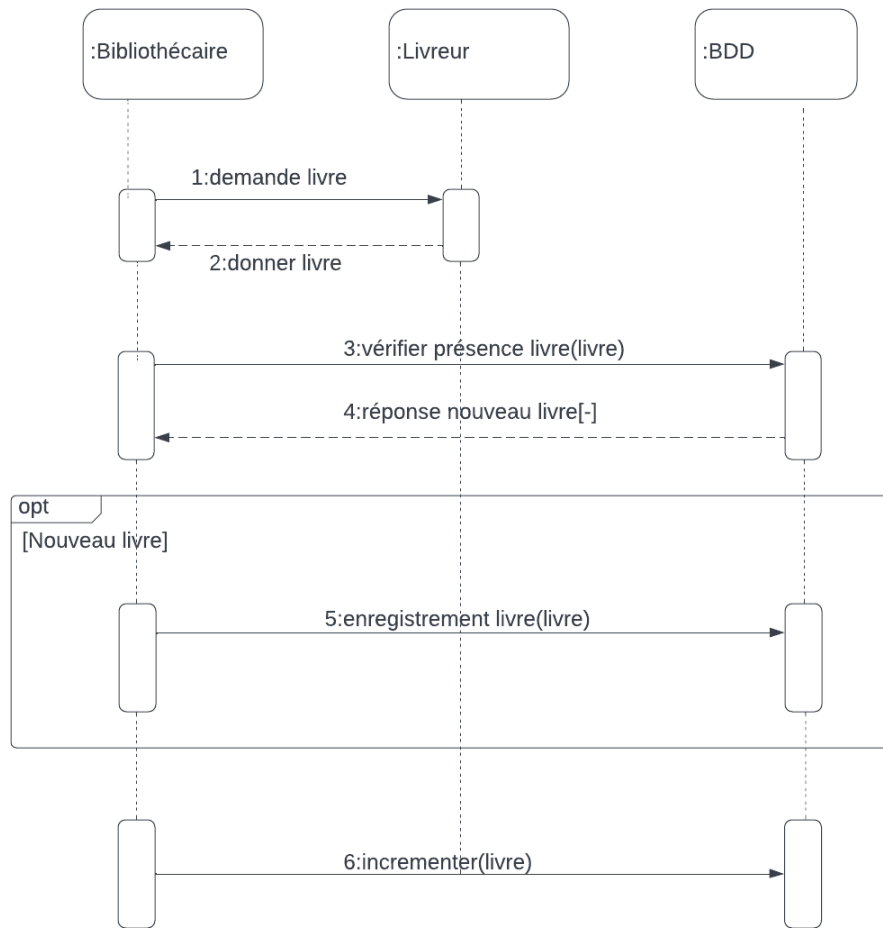 :Bibliothécaire
:Livreur
:BDD
1:demande livre
2:donner livre
3:vérifier présence livre(livre)
4:réponse nouveau livre[-]
opt
[Nouveau livre]
5:enregistrement livre(livre)
6:incrementer(livre)